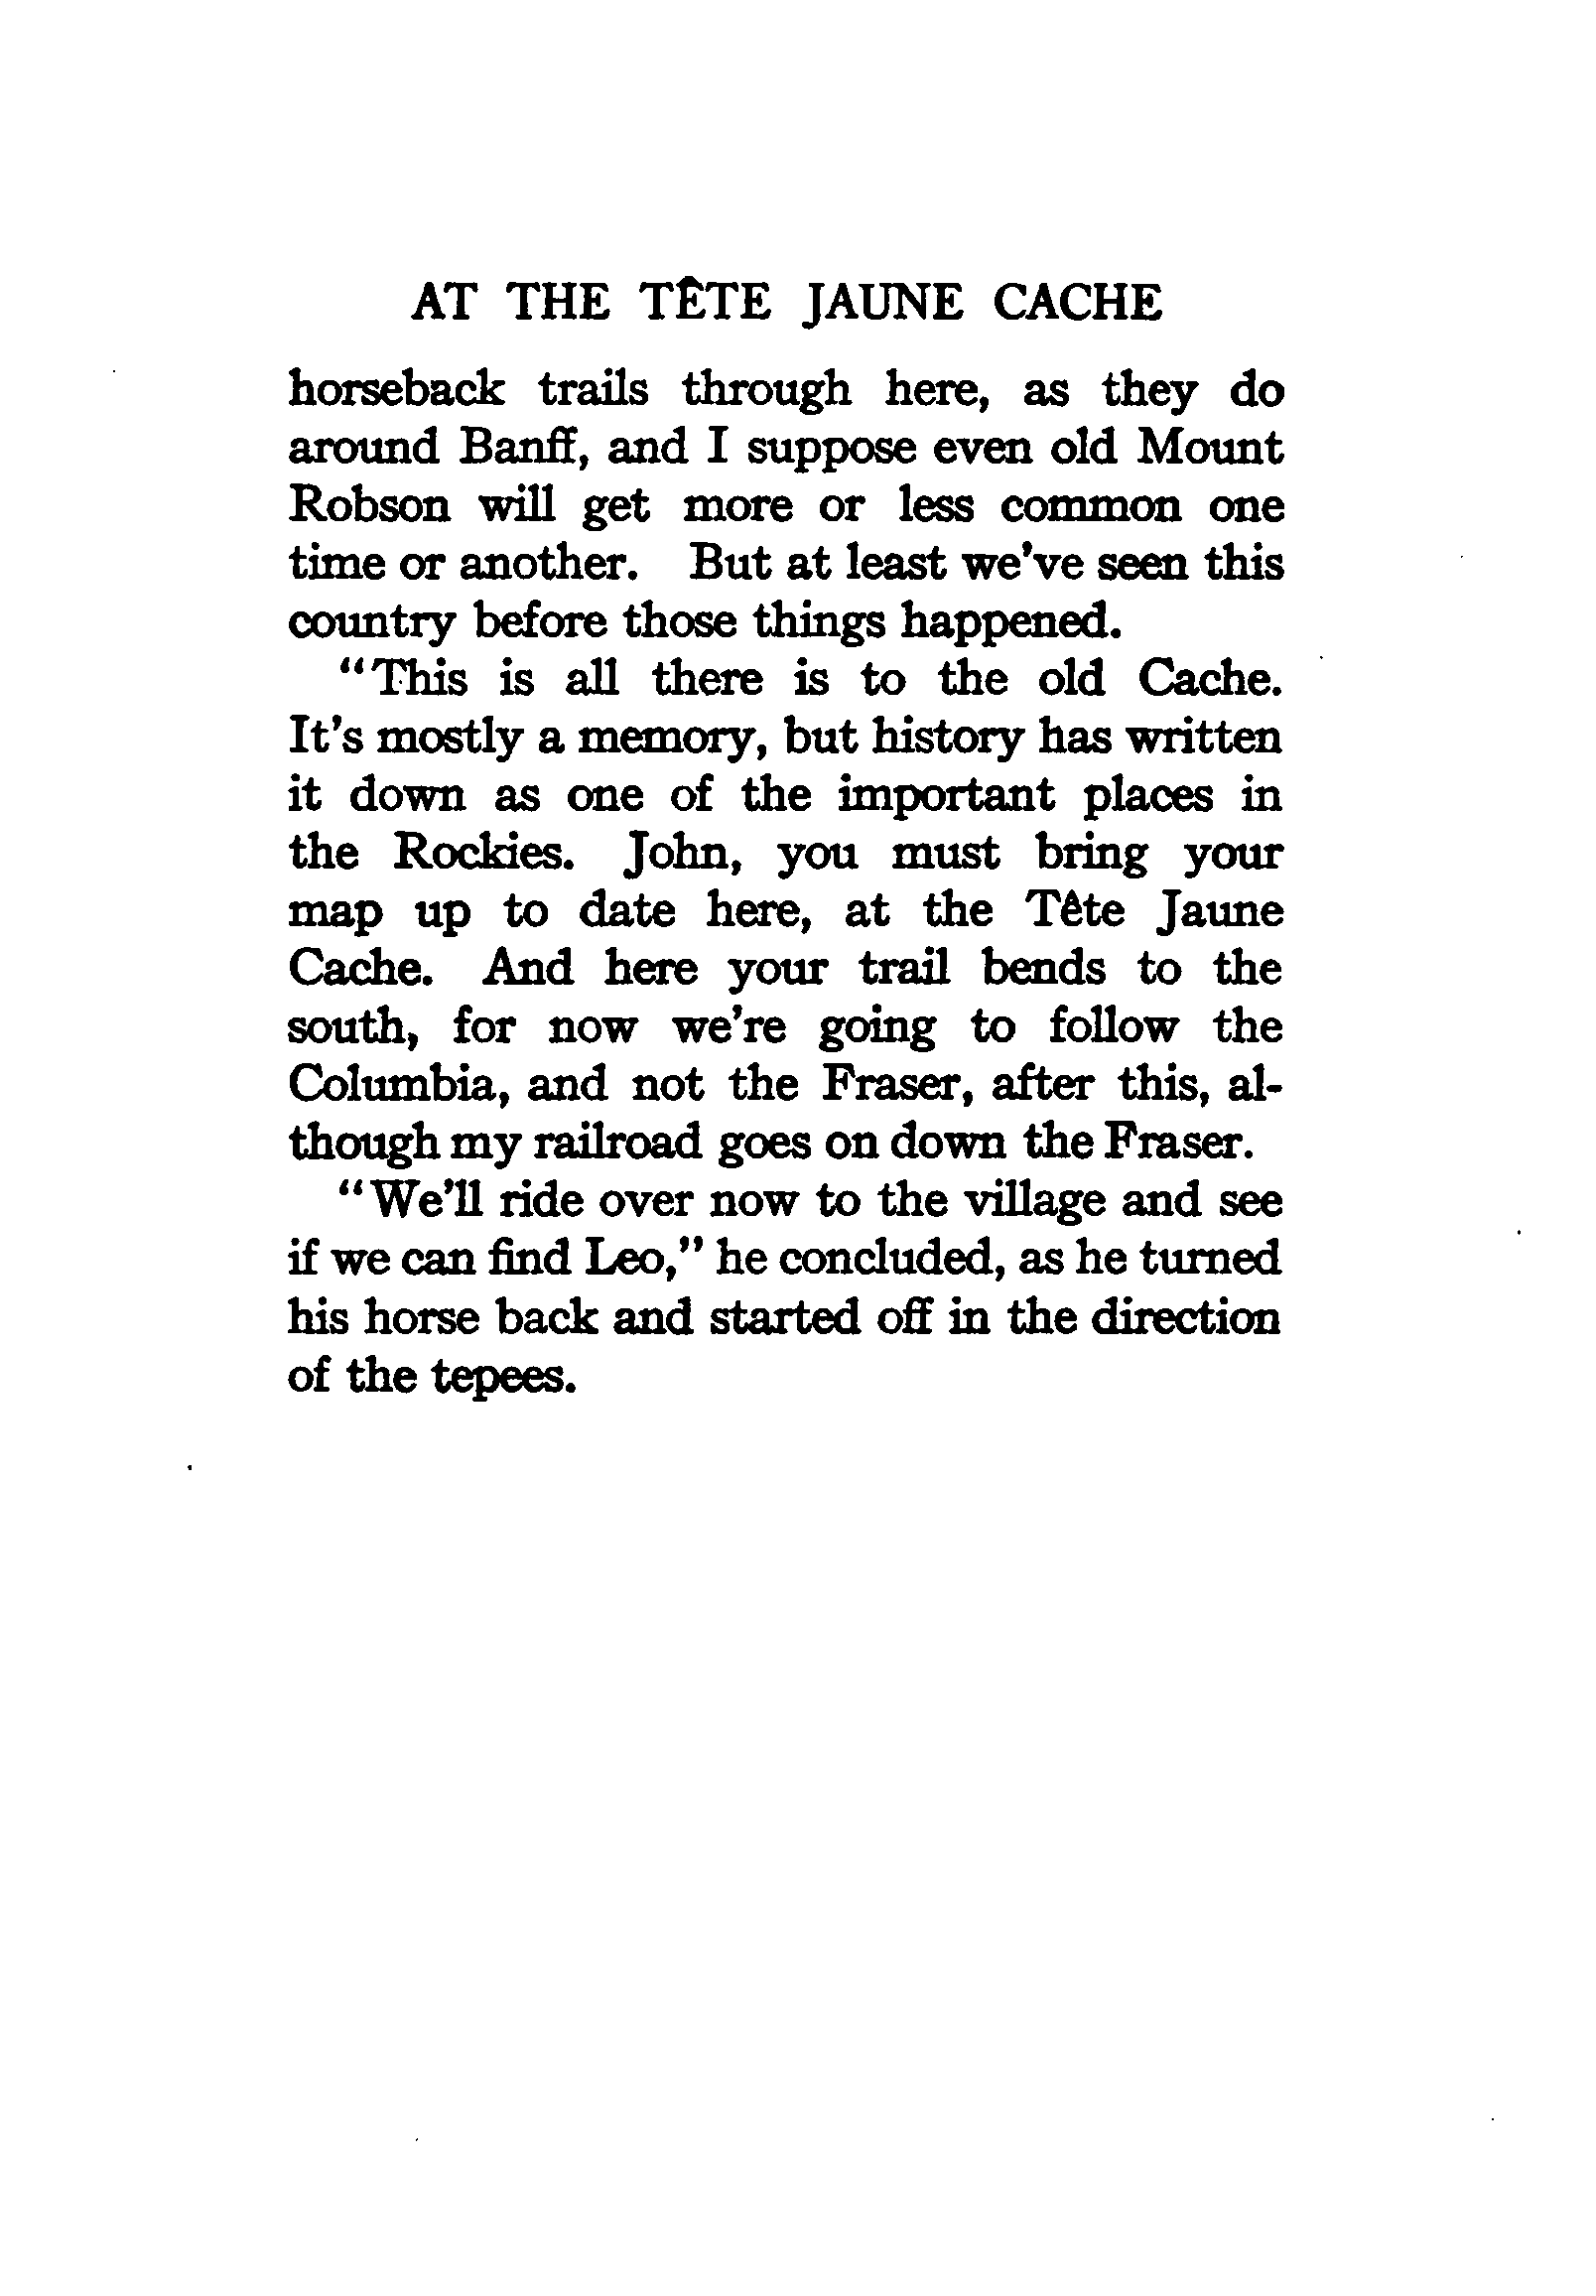 AT THE TÊTE JAUNE CACHE
horseback trails through here, as they do
around Banff, and I suppose even old Mount
Robson will get more or less common one
time or another. But at least we've seen this
country before those things happened.
"This is all there is to the old Cache.
It's mostly a memory, but history has written
it down as one of the important places in
the Rockies. John, you must bring your
map up to date here, at the Tête Jaune
Cache. And here your trail bends to the
south, for now we're going to follow the
Columbia, and not the Fraser, after this, al-
though my railroad goes on down the Fraser.
"We'll ride over now to the village and see
if we can find Leo," he concluded, as he turned
his horse back and started off in the direction
of the tepees.